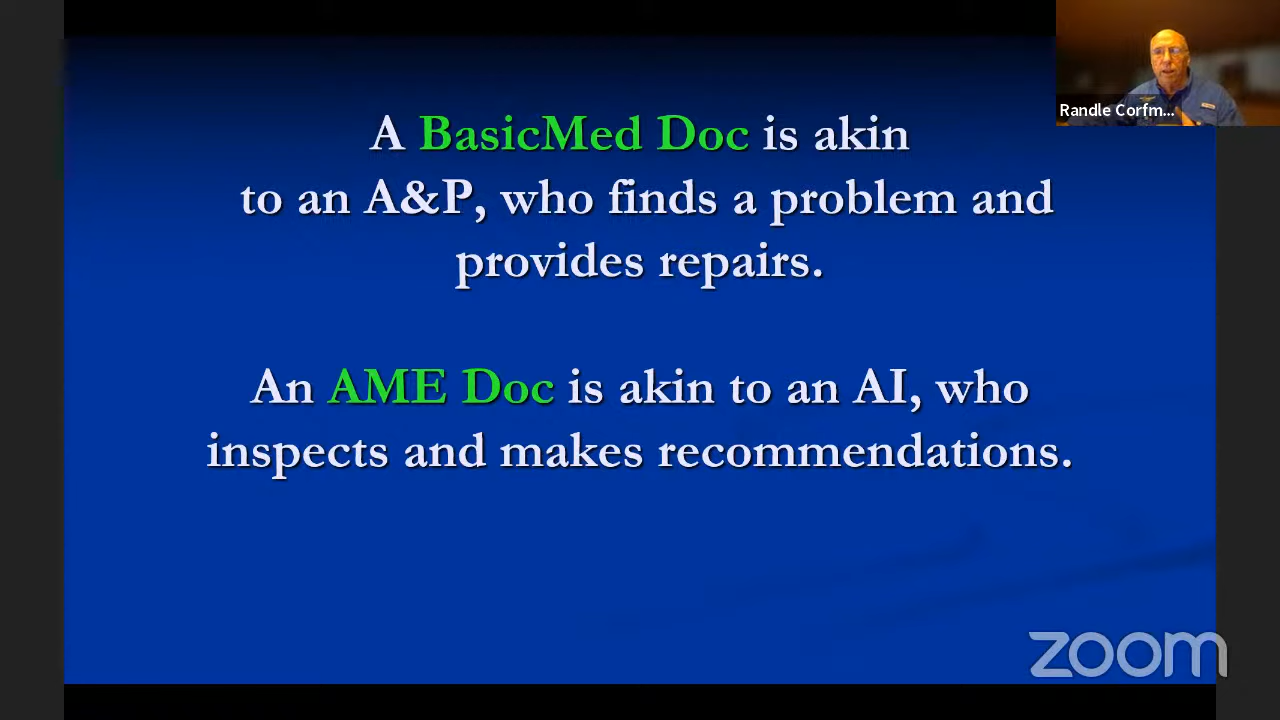 A BasicMed Doc is akin
to an A&P, who finds a problem and
provides repairs.
An AME Doc is akin to an AI, who
inspects and makes recommendations.
Randle Corfm...
zoom